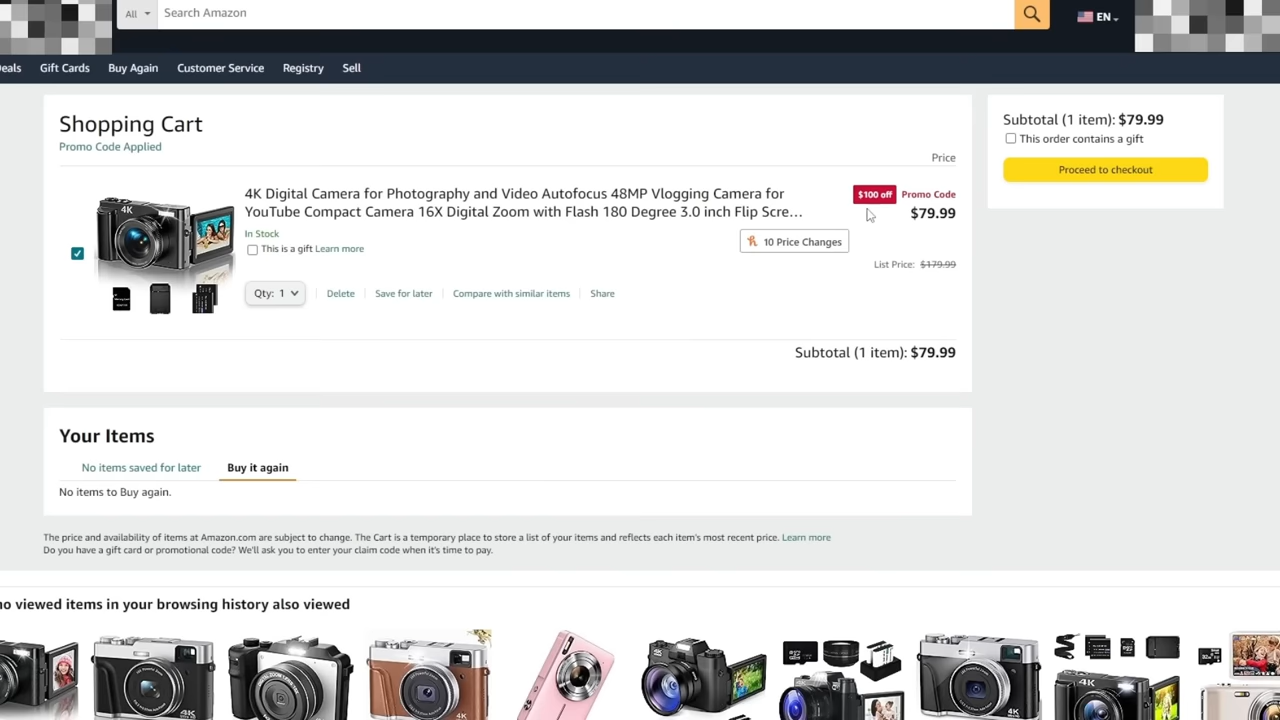 All
Search Amazon
EN
eals
Gift Cards
Buy Again
Customer Service
Registry
Sell
Shopping Cart
Promo Code Applied
Price
4K Digital Camera for Photography and Video Autofocus 48MP Vlogging Camera for
YouTube Compact Camera 16X Digital Zoom with Flash 180 Degree 3.0 inch Flip Scre...
$100 off Promo Code
$79.99
In Stock
This is a gift Learn more
10 Price Changes
List Price: $179.99
Qty: 1
Delete
Save for later
Compare with similar items
Share
Subtotal (1 item): $79.99
Subtotal (1 item): $79.99
This order contains a gift
Proceed to checkout
Your Items
No items saved for later
Buy it again
No items to Buy again.
The price and availability of items at Amazon.com are subject to change. The Cart is a temporary place to store a list of your items and reflects each item's most recent price. Learn more
Do you have a gift card or promotional code? We'll ask you to enter your claim code when it's time to pay.
no viewed items in your browsing history also viewed
4K
4K
4K
4K
4K